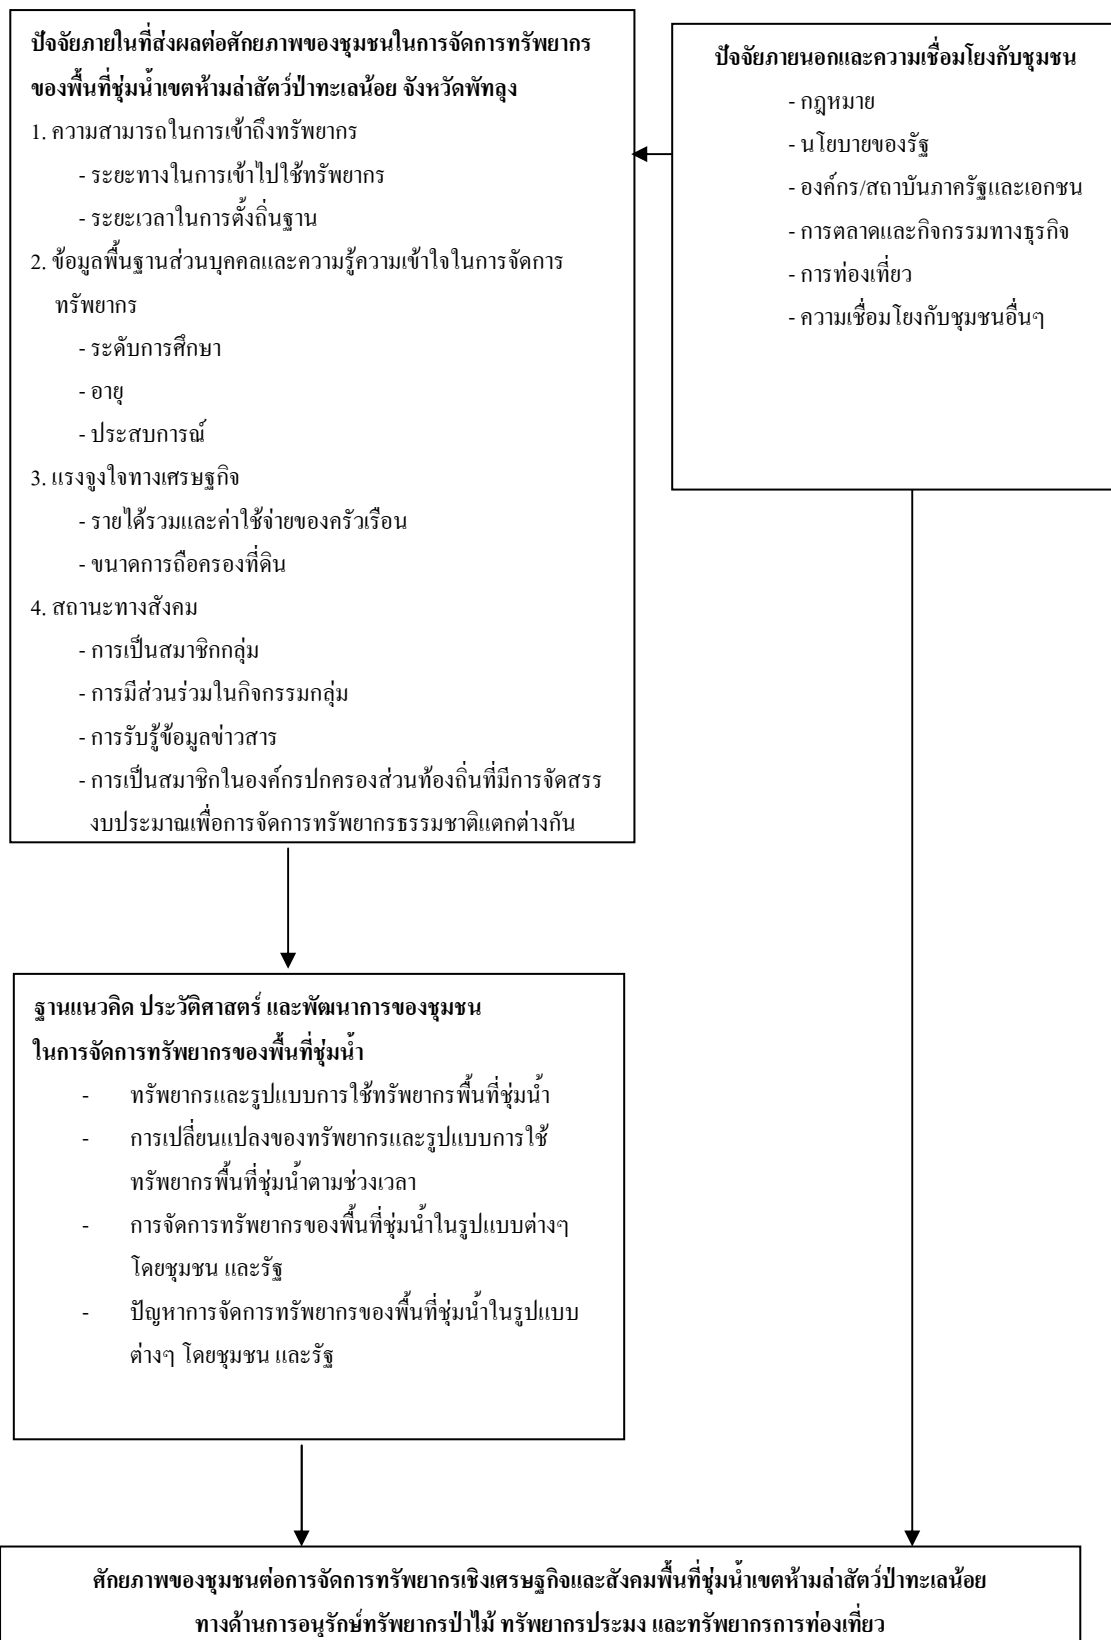 ปัจจัยภายในที่ส่งผลต่อศักยภาพของชุมชนในการจัดการทรัพยากร
ของพื้นที่ชุ่มน้ำเขตห้ามล่าสัตว์ป่าทะเลน้อย จังหวัดพัทลุง
1. ความสามารถในการเข้าถึงทรัพยากร
- ระยะทางในการเข้าไปใช้ทรัพยากร
- ระยะเวลาในการตั้งถิ่นฐาน
2. ข้อมูลพื้นฐานส่วนบุคคลและความรู้ความเข้าใจในการจัดการ
ทรัพยากร
- ระดับการศึกษา
- อายุ
- ประสบการณ์
3. แรงจูงใจทางเศรษฐกิจ
- รายได้รวมและค่าใช้จ่ายของครัวเรือน
- ขนาดการถือครองที่ดิน
4. สถานะทางสังคม
- การเป็นสมาชิกกลุ่ม
- การมีส่วนร่วมในกิจกรรมกลุ่ม
- การรับรู้ข้อมูลข่าวสาร
- การเป็นสมาชิกในองค์กรปกครองส่วนท้องถิ่นที่มีการจัดสรร
งบประมาณเพื่อการจัดการทรัพยากรธรรมชาติแตกต่างกัน
ปัจจัยภายนอกและความเชื่อมโยงกับชุมชน
- กฎหมาย
- นโยบายของรัฐ
- องค์กร/สถาบันภาครัฐและเอกชน
- การตลาดและกิจกรรมทางธุรกิจ
- การท่องเที่ยว
- ความเชื่อมโยงกับชุมชนอื่นๆ
ฐานแนวคิด ประวัติศาสตร์ และพัฒนาการของชุมชน
ในการจัดการทรัพยากรของพื้นที่ชุ่มน้ำ
- ทรัพยากรและรูปแบบการใช้ทรัพยากรพื้นที่ชุ่มน้ำ
- การเปลี่ยนแปลงของทรัพยากรและรูปแบบการใช้
ทรัพยากรพื้นที่ชุ่มน้ำตามช่วงเวลา
- การจัดการทรัพยากรของพื้นที่ชุ่มน้ำในรูปแบบต่างๆ
โดยชุมชน และรัฐ
- ปัญหาการจัดการทรัพยากรของพื้นที่ชุ่มน้ำในรูปแบบ
ต่างๆ โดยชุมชน และรัฐ
ศักยภาพของชุมชนต่อการจัดการทรัพยากรเชิงเศรษฐกิจและสังคมพื้นที่ชุ่มน้ำเขตห้ามล่าสัตว์ป่าทะเลน้อย
ทางด้านการอนุรักษ์ทรัพยากรป่าไม้ ทรัพยากรประมง และทรัพยากรการท่องเที่ยว